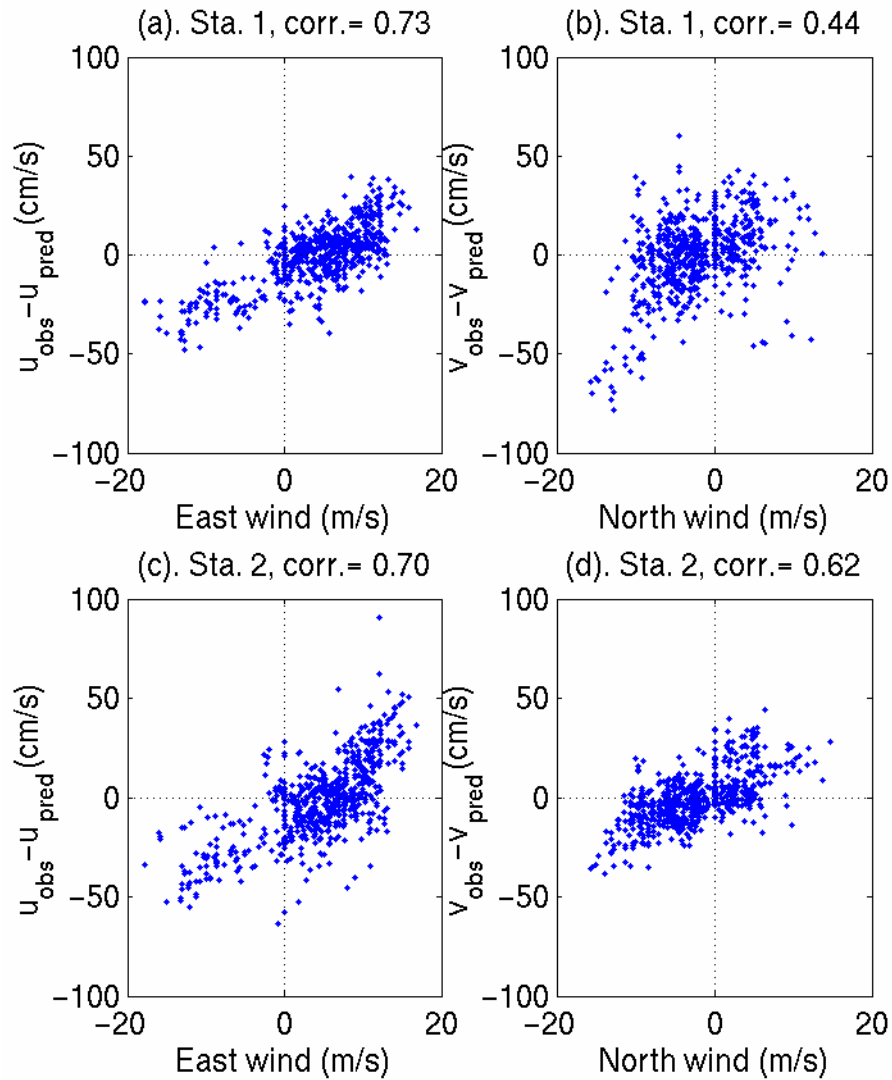 (a). Sta. 1, corr.= 0.73
100
50
0
−50
−100
−20
0
20
u_obs−u_pred (cm/s)
East wind (m/s)
(b). Sta. 1, corr.= 0.44
100
50
0
−50
−100
−20
0
20
v_obs−v_pred (cm/s)
North wind (m/s)
(c). Sta. 2, corr.= 0.70
100
50
0
−50
−100
−20
0
20
u_obs−u_pred (cm/s)
East wind (m/s)
(d). Sta. 2, corr.= 0.62
100
50
0
−50
−100
−20
0
20
v_obs−v_pred (cm/s)
North wind (m/s)